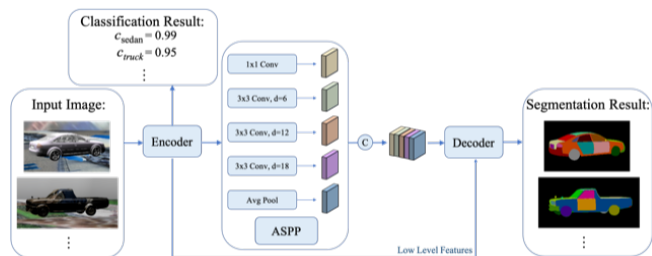 Classification Result:
c_sedan = 0.99
c_truck = 0.95
⋮
Input Image:
⋮
Encoder
1x1 Conv
3x3 Conv, d=6
3x3 Conv, d=12
3x3 Conv, d=18
Avg Pool
ASPP
C
Decoder
Low Level Features
Segmentation Result:
⋮